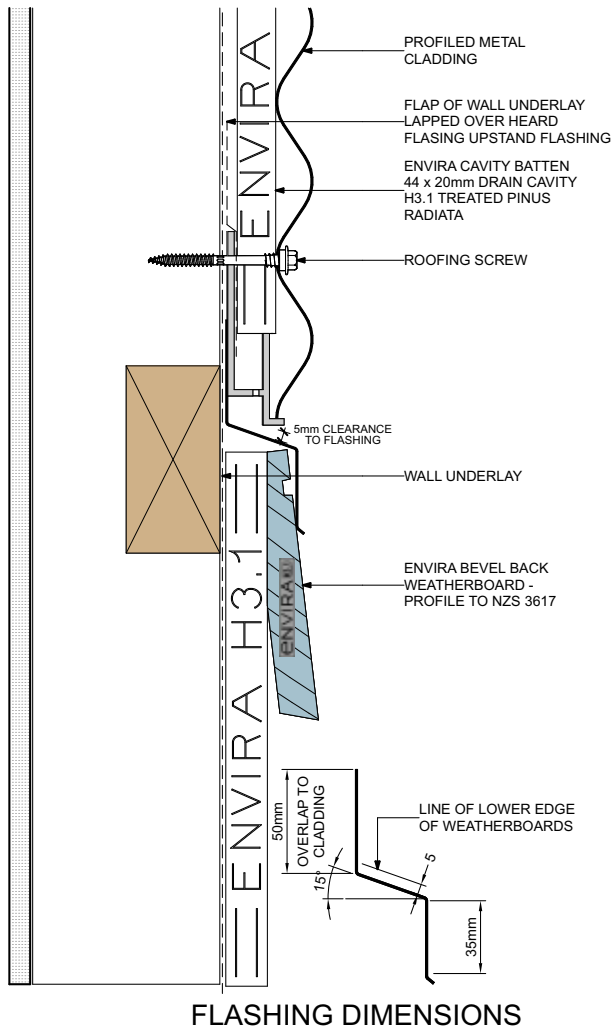 PROFILED METAL
CLADDING
FLAP OF WALL UNDERLAY
LAPPED OVER HEARD
FLASING UPSTAND FLASHING
ENVIRA CAVITY BATTEN
44 x 20mm DRAIN CAVITY
H3.1 TREATED PINUS
RADIATA
ROOFING SCREW
5mm CLEARANCE
TO FLASHING
WALL UNDERLAY
ENVIRA BEVEL BACK
WEATHERBOARD -
PROFILE TO NZS 3617
ENVIRA
ENVIRA H3.1
ENVIRA
50mm
OVERLAP TO
CLADDING
15°
LINE OF LOWER EDGE
OF WEATHERBOARDS
5
35mm
FLASHING DIMENSIONS